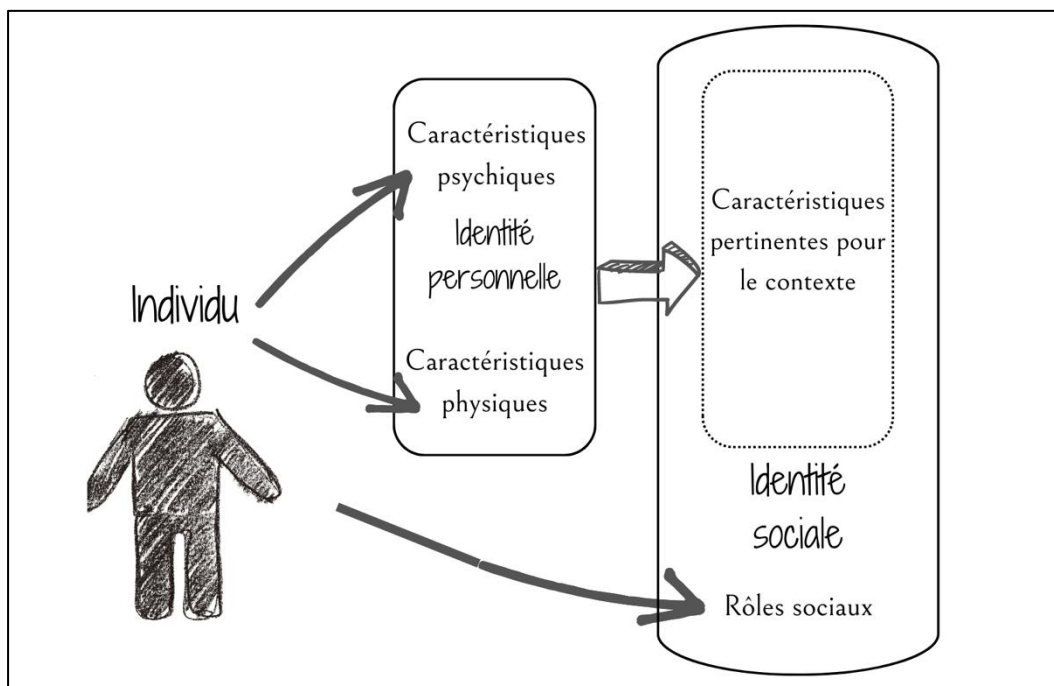 Individu
Caractéristiques
psychiques
Identité
personnelle
Caractéristiques
physiques
Caractéristiques
pertinentes pour
le contexte
Identité
sociale
Rôles sociaux